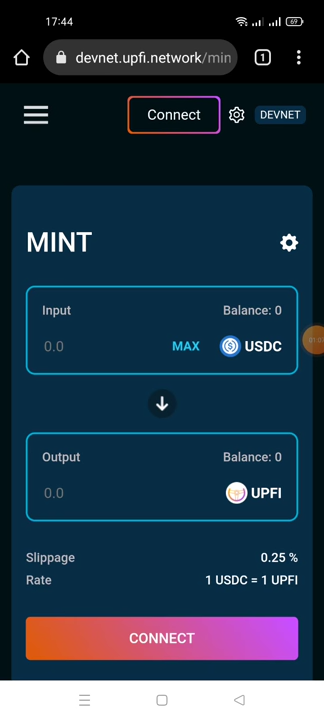 17:44
69
devnet.upfi.network/min
1
Connect
DEVNET
MINT
Input
Balance: 0
0.0
MAX
USDC
Output
Balance: 0
0.0
UPFI
Slippage
0.25 %
Rate
1 USDC = 1 UPFI
CONNECT